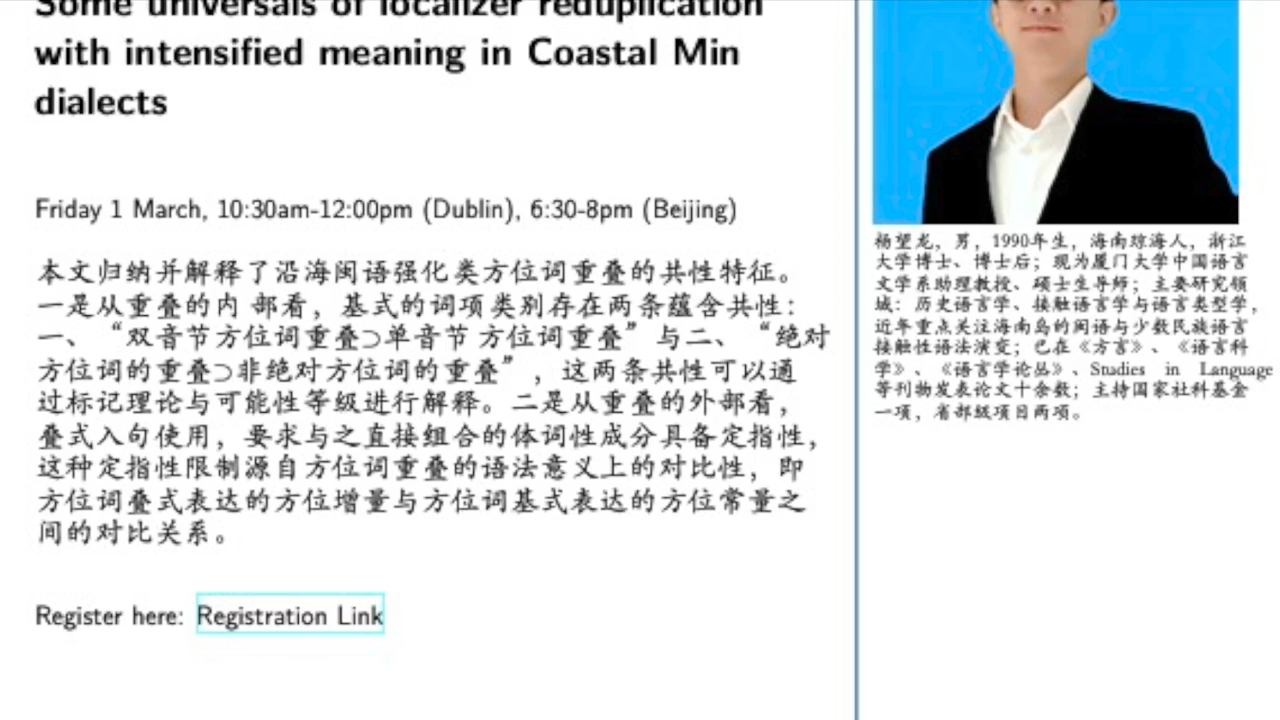 Some universals of localizer reduplication
with intensified meaning in Coastal Min
dialects
Friday 1 March, 10:30am-12:00pm (Dublin), 6:30-8pm (Beijing)
本文归纳并解释了沿海闽语强化类方位词重叠的共性特征。
一是从重叠的内 部看，基式的词项类别存在两条蕴含共性：
一、“双音节方位词重叠⊃单音节 方位词重叠”与二、“绝对
方位词的重叠⊃非绝对方位词的重叠”，这两条共性可以通
过标记理论与可能性等级进行解释。二是从重叠的外部看，
叠式入句使用，要求与之直接组合的体词性成分具备定指性，
这种定指性限制源自方位词重叠的语法意义上的对比性，即
方位词叠式表达的方位增量与方位词基式表达的方位常量之
间的对比关系。
Register here: Registration Link
杨望龙，男，1990年生，海南琼海人，浙江
大学博士、博士后；现为厦门大学中国语言
文学系助理教授、硕士生导师；主要研究领
域：历史语言学、接触语言学与语言类型学，
近年重点关注海南岛的闽语与少数民族语言
接触性语法演变；已在《方言》、《语言科
学》、《语言学论丛》、Studies in Language
等刊物发表论文十余数；主持国家社科基金
一项，省部级项目两项。